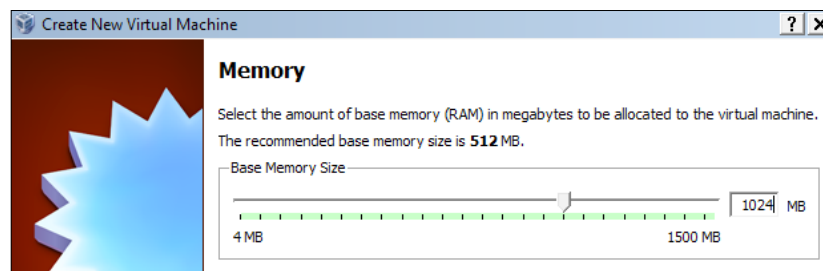 Create New Virtual Machine
Memory
Select the amount of base memory (RAM) in megabytes to be allocated to the virtual machine.
The recommended base memory size is 512 MB.
Base Memory Size
1024 MB
4 MB 1500 MB